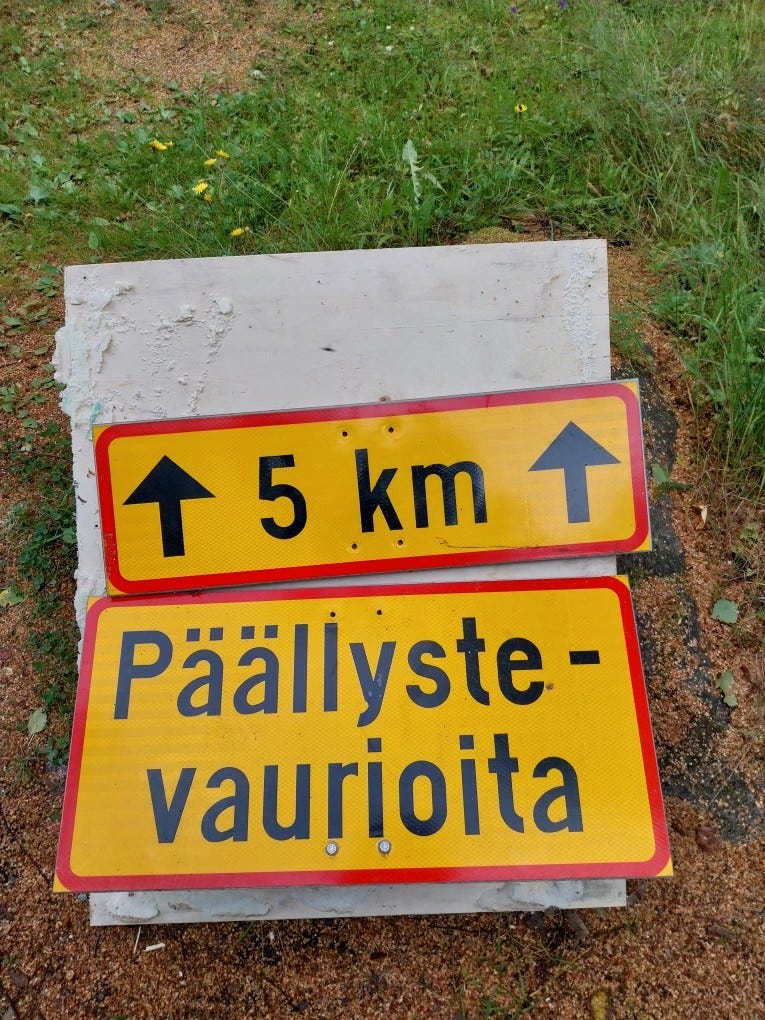 5 km
Päällyste-
vaurioita